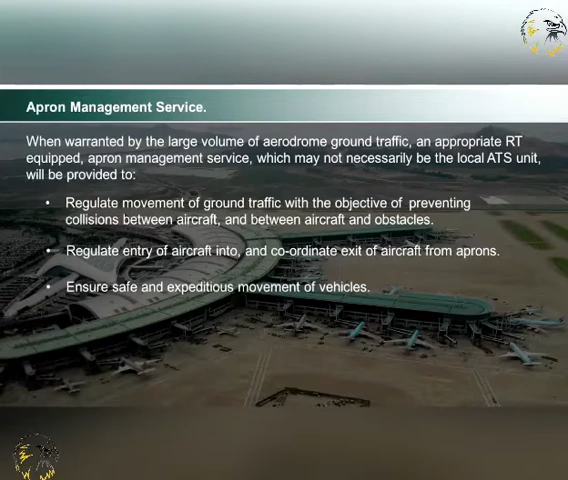 Apron Management Service.
When warranted by the large volume of aerodrome ground traffic, an appropriate RT
equipped, apron management service, which may not necessarily be the local ATS unit,
will be provided to:
• Regulate movement of ground traffic with the objective of preventing
collisions between aircraft, and between aircraft and obstacles.
• Regulate entry of aircraft into, and co-ordinate exit of aircraft from aprons.
• Ensure safe and expeditious movement of vehicles.